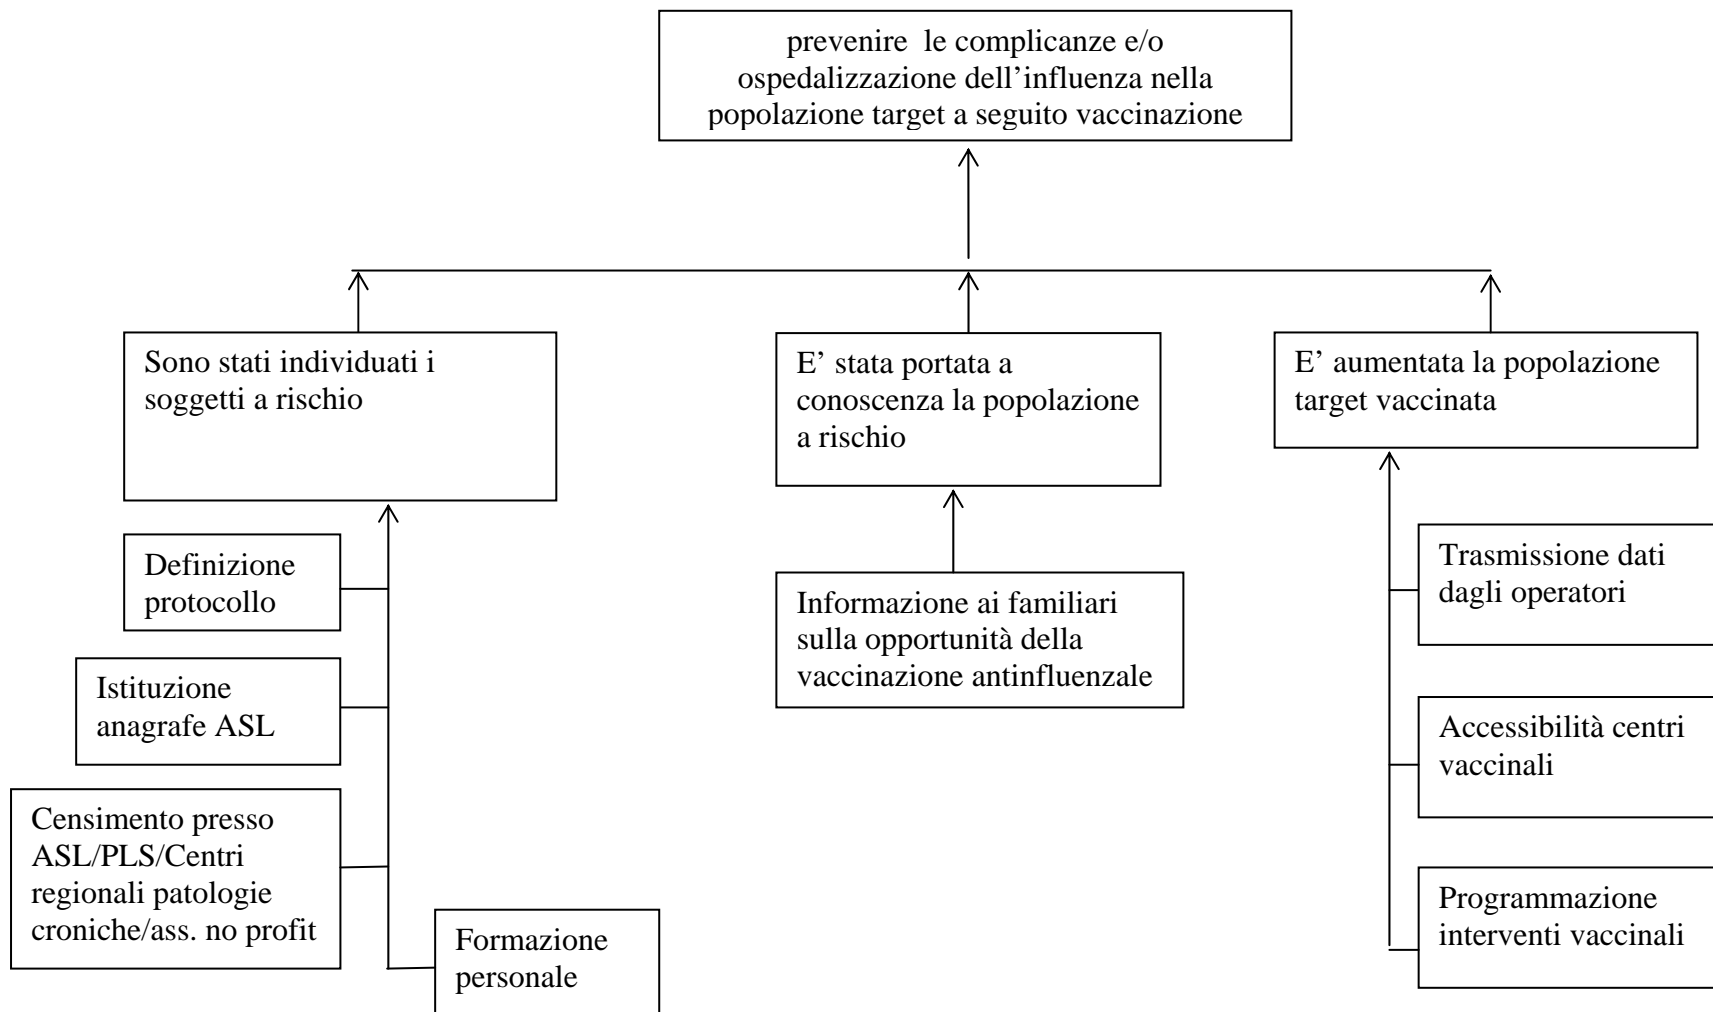 prevenire  le complicanze e/o
ospedalizzazione dell’influenza nella
popolazione target a seguito vaccinazione
Sono stati individuati i
soggetti a rischio
E’ stata portata a
conoscenza la popolazione
a rischio
E’ aumentata la popolazione
target vaccinata
Definizione
protocollo
Istituzione
anagrafe ASL
Censimento presso
ASL/PLS/Centri
regionali patologie
croniche/ass. no profit
Formazione
personale
Informazione ai familiari
sulla opportunità della
vaccinazione antinfluenzale
Trasmissione dati
dagli operatori
Accessibilità centri
vaccinali
Programmazione
interventi vaccinali